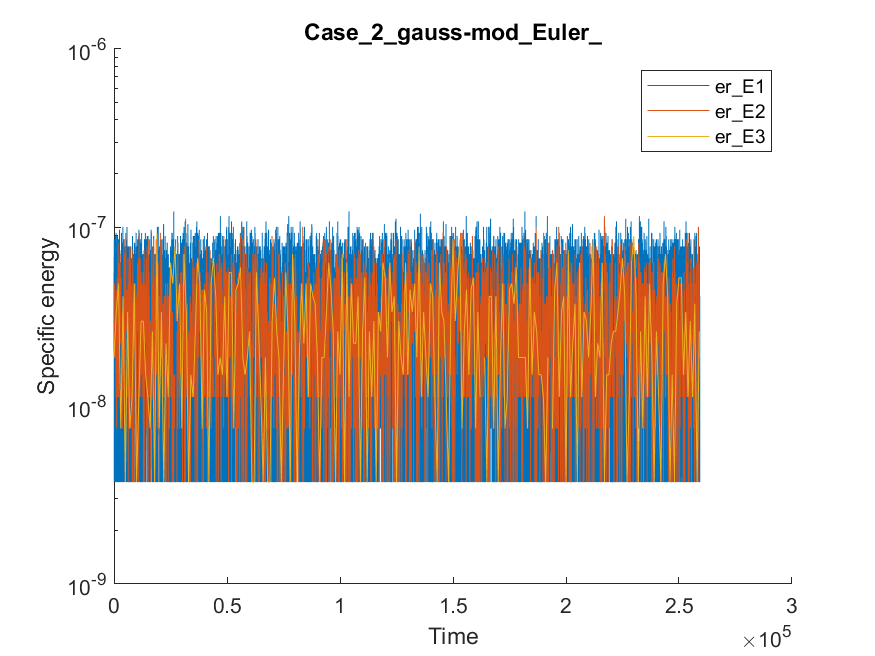 Case_2_gauss-mod_Euler_
10^-6
er_E1
er_E2
er_E3
10^-7
Specific energy
10^-8
10^-9
0 0.5 1 1.5 2 2.5 3
Time
×10^5